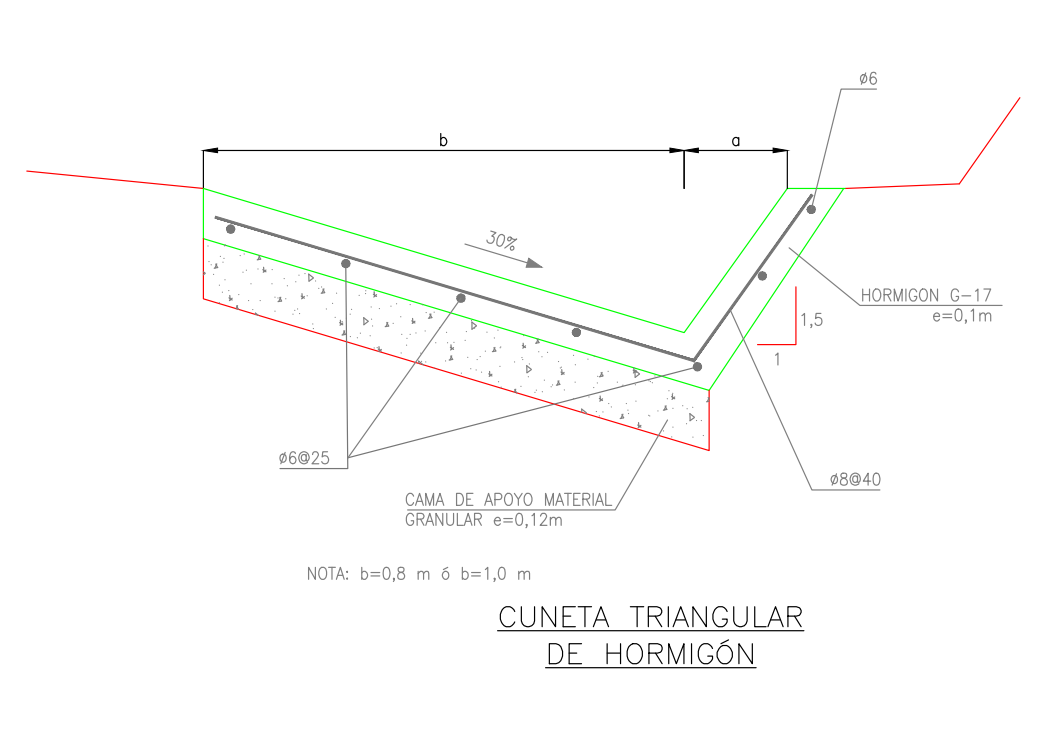 ø6
b
a
30%
HORMIGON G-17
e=0,1m
1,5
1
ø6@25
ø8@40
CAMA DE APOYO MATERIAL
GRANULAR e=0,12m
NOTA: b=0,8 m ó b=1,0 m
CUNETA TRIANGULAR
DE HORMIGÓN